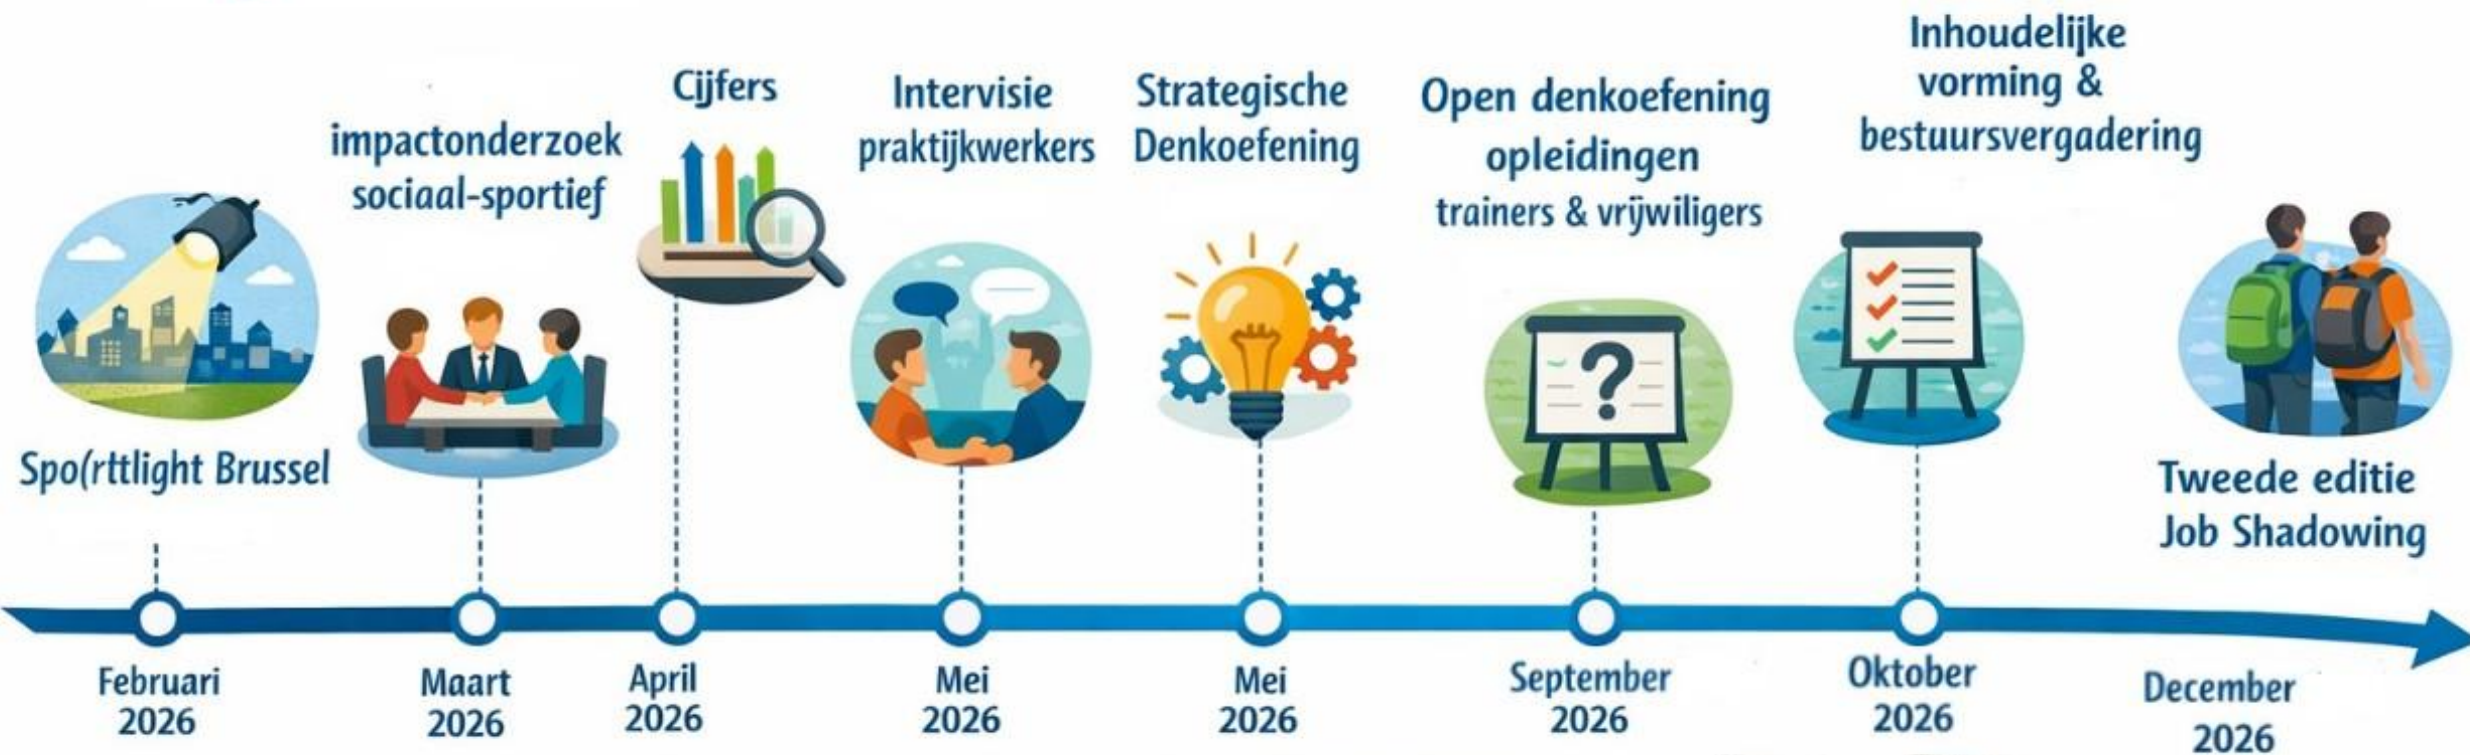 Spo(rttlight Brussel
Februari
2026
impactonderzoek
sociaal-sportief
Maart
2026
Cijfers
April
2026
Intervisie
praktijkwerkers
Mei
2026
Strategische
Denkoefening
Mei
2026
Open denkoefening
opleidingen
trainers & vrijwiligers
September
2026
Inhoudelijke
vorming &
bestuursvergadering
Oktober
2026
Tweede editie
Job Shadowing
December
2026